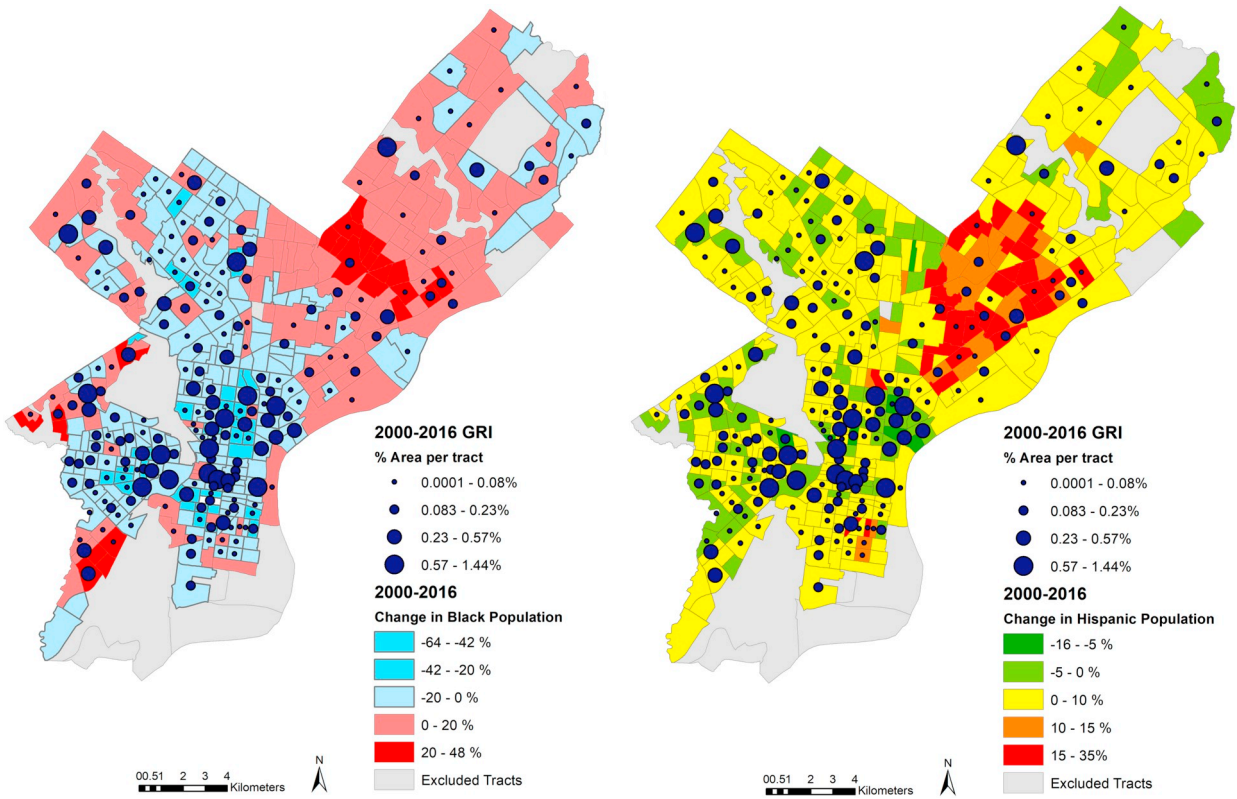 2000-2016 GRI
% Area per tract
0.0001 - 0.08%
0.083 - 0.23%
0.23 - 0.57%
0.57 - 1.44%
2000-2016
Change in Black Population
-64 - -42 %
-42 - -20 %
-20 - 0 %
0 - 20 %
20 - 48 %
Excluded Tracts
00.51 2 3 4
Kilometers
N
2000-2016 GRI
% Area per tract
0.0001 - 0.08%
0.083 - 0.23%
0.23 - 0.57%
0.57 - 1.44%
2000-2016
Change in Hispanic Population
-16 - -5 %
-5 - 0 %
0 - 10 %
10 - 15 %
15 - 35%
Excluded Tracts
00.51 2 3 4
Kilometers
N